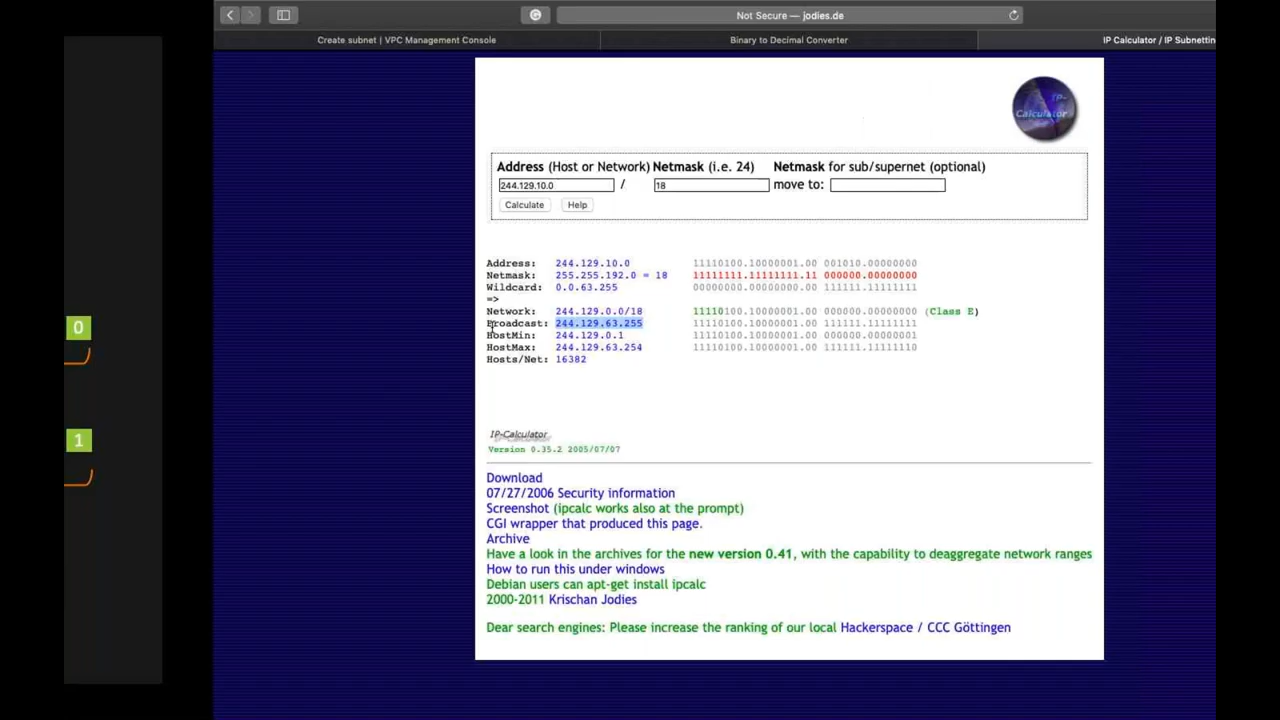 Not Secure — jodies.de
Create subnet | VPC Management Console
Binary to Decimal Converter
IP Calculator / IP Subnettin
IP-
Calculator
Address (Host or Network) Netmask (i.e. 24) Netmask for sub/supernet (optional)
244.129.10.0 / 18 move to:
Calculate Help
Address: 244.129.10.0 11110100.10000001.00 001010.00000000
Netmask: 255.255.192.0 = 18 11111111.11111111.11 000000.00000000
Wildcard: 0.0.63.255 00000000.00000000.00 111111.11111111
=>
Network: 244.129.0.0/18 11110100.10000001.00 000000.00000000 (Class E)
Broadcast: 244.129.63.255 11110100.10000001.00 111111.11111111
HostMin: 244.129.0.1 11110100.10000001.00 000000.00000001
HostMax: 244.129.63.254 11110100.10000001.00 111111.11111110
Hosts/Net: 16382
0
1
IP-Calculator
Version 0.35.2 2005/07/07
Download
07/27/2006 Security information
Screenshot (ipcalc works also at the prompt)
CGI wrapper that produced this page.
Archive
Have a look in the archives for the new version 0.41, with the capability to deaggregate network ranges
How to run this under windows
Debian users can apt-get install ipcalc
2000-2011 Krischan Jodies
Dear search engines: Please increase the ranking of our local Hackerspace / CCC Göttingen